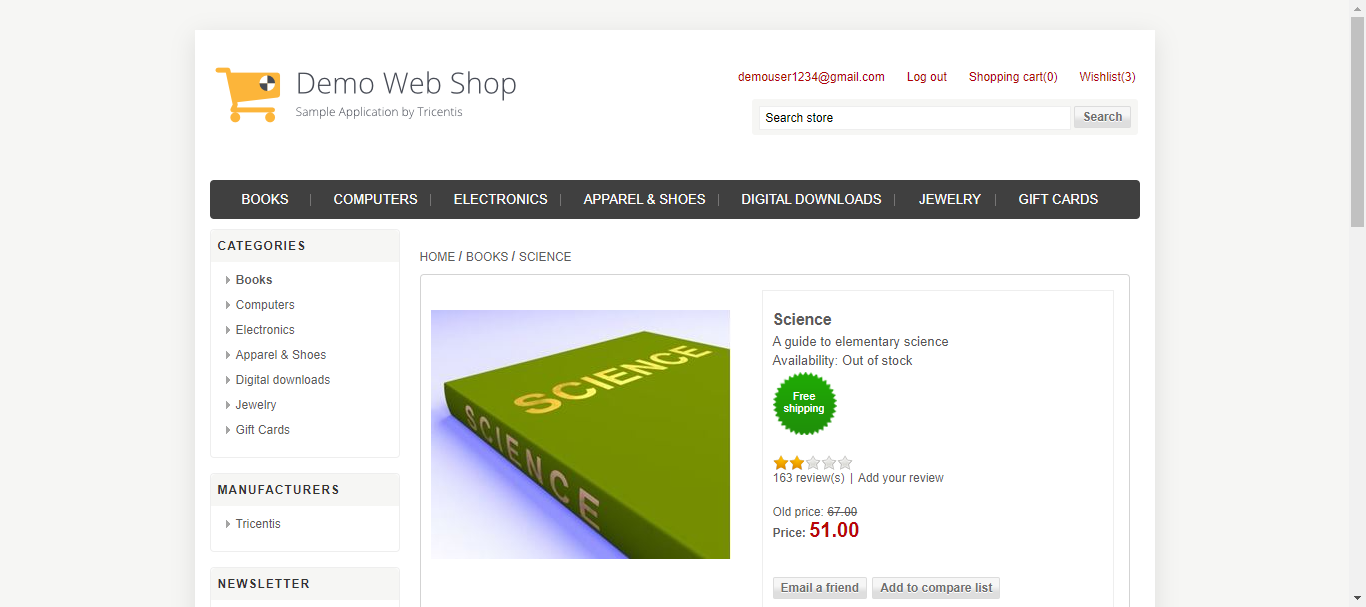 Demo Web Shop
Sample Application by Tricentis
demouser1234@gmail.com Log out Shopping cart(0) Wishlist(3)
Search store Search
BOOKS | COMPUTERS | ELECTRONICS | APPAREL & SHOES | DIGITAL DOWNLOADS | JEWELRY | GIFT CARDS
CATEGORIES
Books
Computers
Electronics
Apparel & Shoes
Digital downloads
Jewelry
Gift Cards
MANUFACTURERS
Tricentis
NEWSLETTER
HOME / BOOKS / SCIENCE
SCIENCE
SCIENCE
Science
A guide to elementary science
Availability: Out of stock
Free
shipping
163 review(s) | Add your review
Old price: 67.00
Price: 51.00
Email a friend Add to compare list